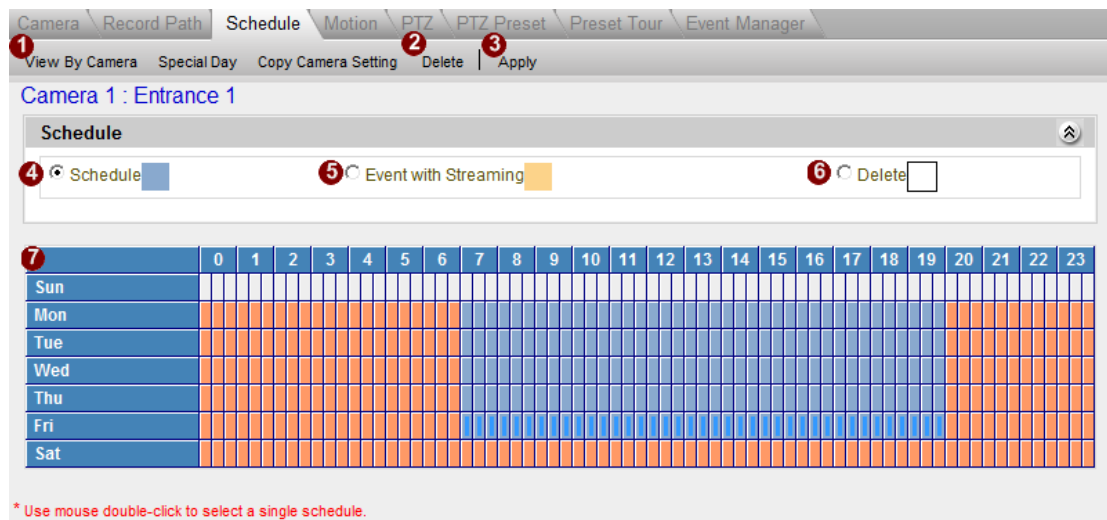 Camera Record Path Schedule Motion PTZ PTZ Preset Preset Tour Event Manager
1 2 3
View By Camera Special Day Copy Camera Setting Delete Apply
Camera 1 : Entrance 1
Schedule
4 Schedule 5 Event with Streaming 6 Delete
7 0 1 2 3 4 5 6 7 8 9 10 11 12 13 14 15 16 17 18 19 20 21 22 23
Sun
Mon
Tue
Wed
Thu
Fri
Sat
* Use mouse double-click to select a single schedule.